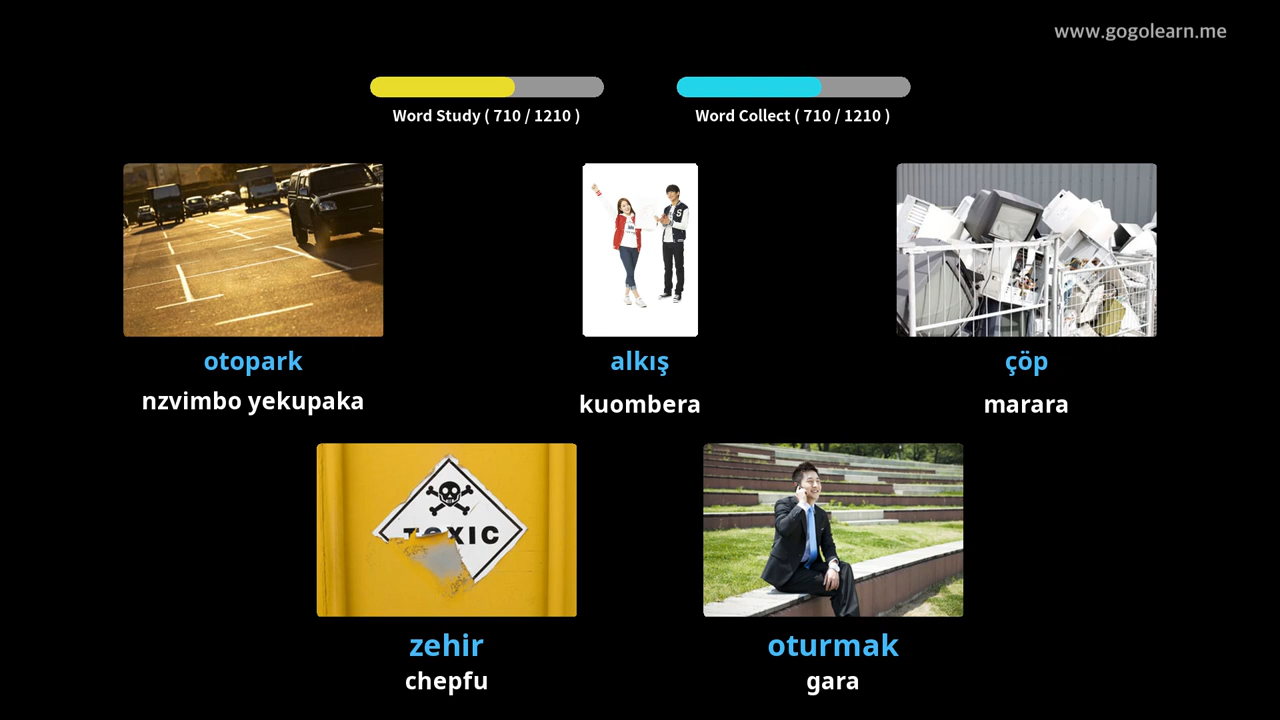 www.gogolearn.me
Word Study ( 710 / 1210 )
Word Collect ( 710 / 1210 )
otopark
nzvimbo yekupaka
alkış
kuombera
çöp
marara
TOXIC
zehir
chepfu
oturmak
gara